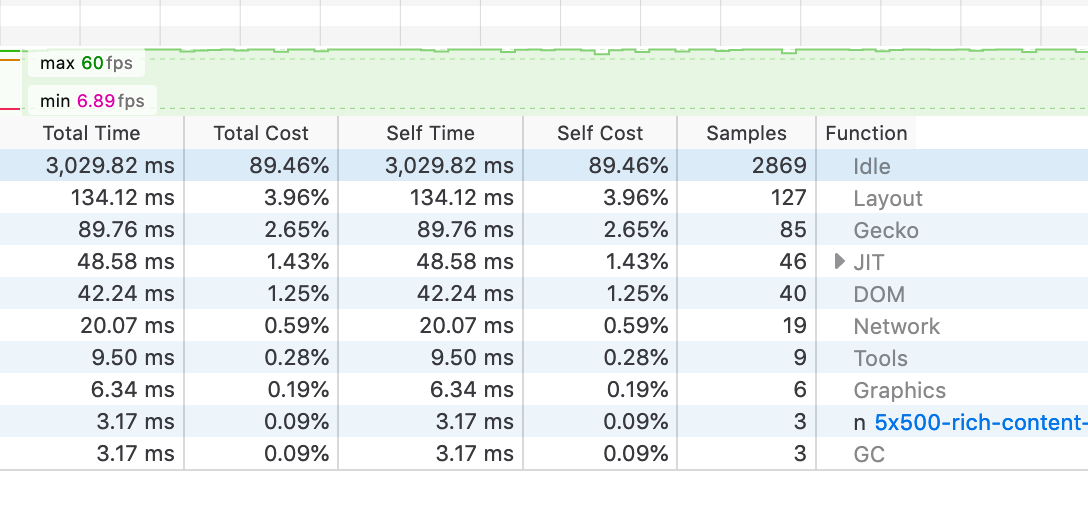 max 60 fps
min 6.89 fps
Total Time Total Cost Self Time Self Cost Samples Function
3,029.82 ms 89.46% 3,029.82 ms 89.46% 2869 Idle
134.12 ms 3.96% 134.12 ms 3.96% 127 Layout
89.76 ms 2.65% 89.76 ms 2.65% 85 Gecko
48.58 ms 1.43% 48.58 ms 1.43% 46 JIT
42.24 ms 1.25% 42.24 ms 1.25% 40 DOM
20.07 ms 0.59% 20.07 ms 0.59% 19 Network
9.50 ms 0.28% 9.50 ms 0.28% 9 Tools
6.34 ms 0.19% 6.34 ms 0.19% 6 Graphics
3.17 ms 0.09% 3.17 ms 0.09% 3 n 5x500-rich-content-
3.17 ms 0.09% 3.17 ms 0.09% 3 GC